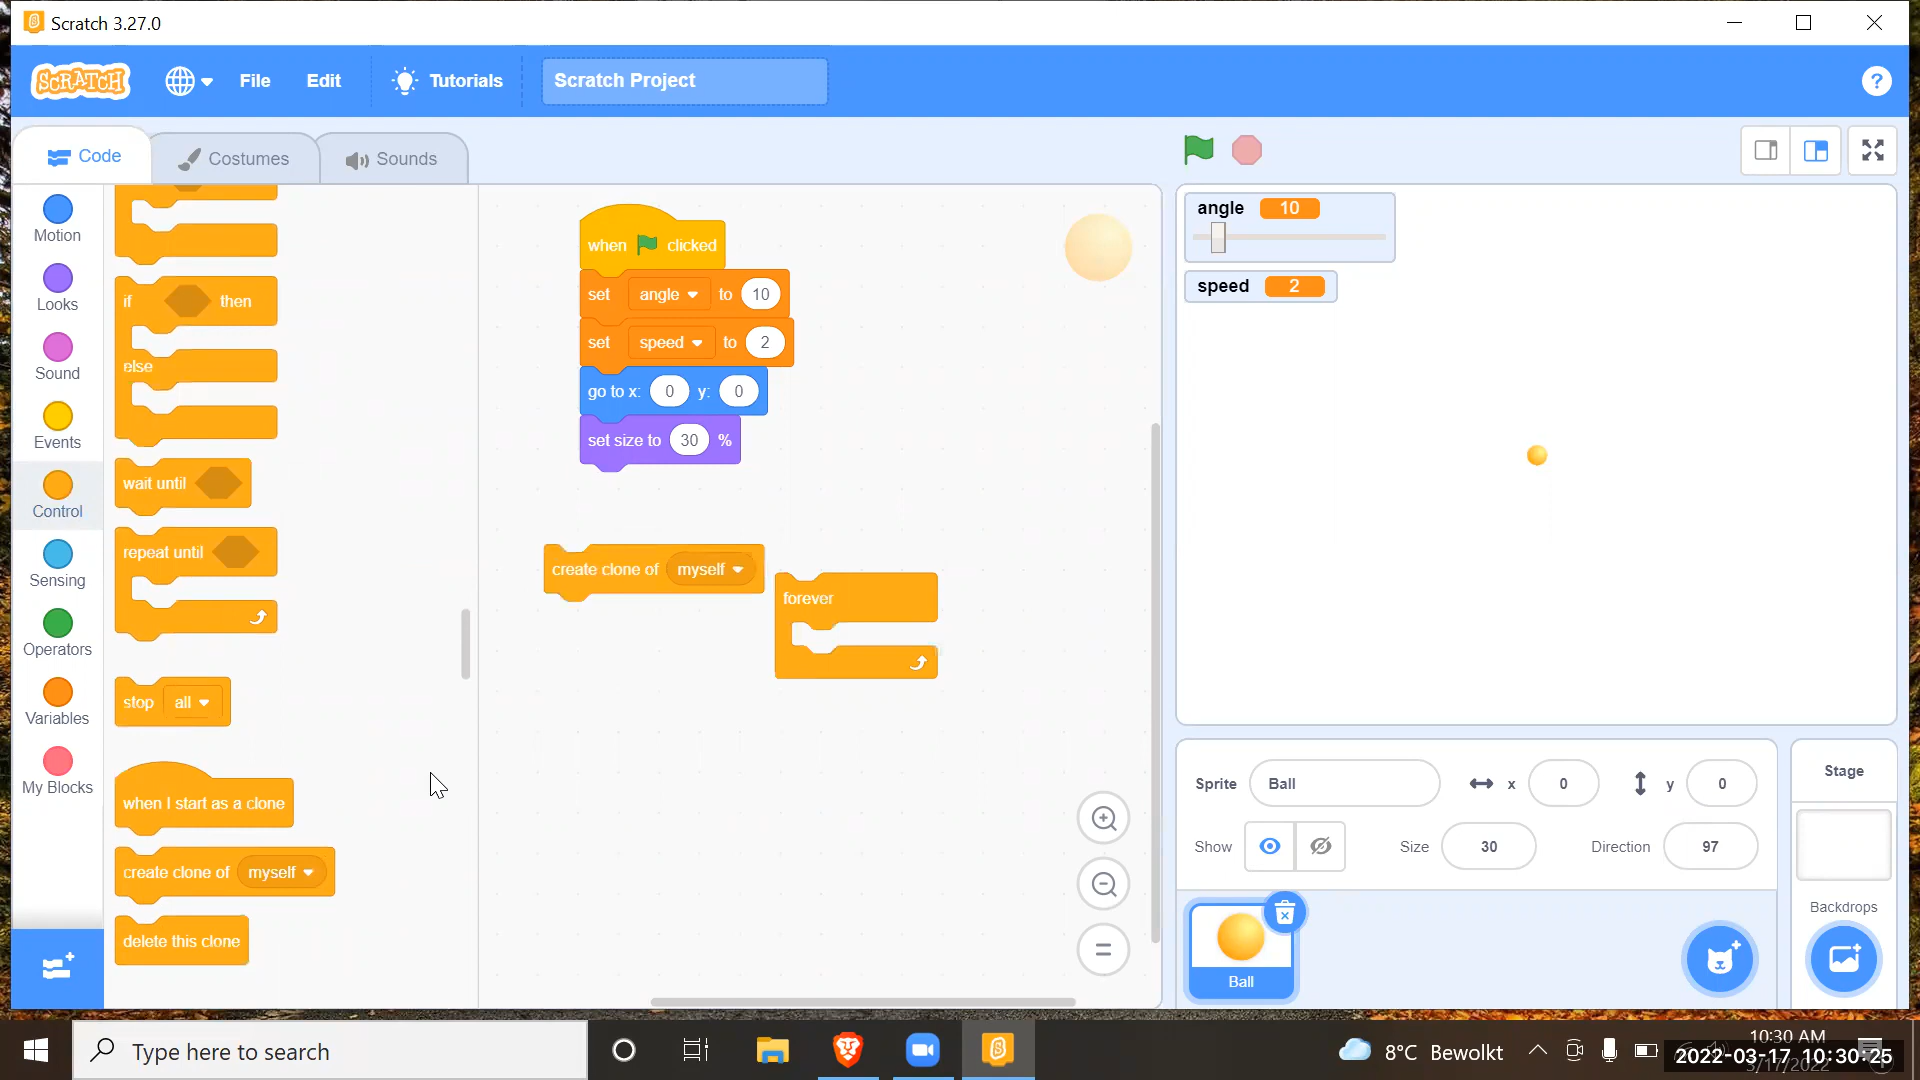 Scratch 3.27.0
SCRATCH
File
Edit
Tutorials
Scratch Project
?
Code
Costumes
Sounds
Motion
Looks
Sound
Events
Control
Sensing
Operators
Variables
My Blocks
if then
else
wait until
repeat until
stop all
when I start as a clone
create clone of myself
delete this clone
when clicked
set angle to 10
set speed to 2
go to x: 0 y: 0
set size to 30 %
create clone of myself
forever
angle 10
speed 2
Sprite Ball x 0 y 0
Show Size 30 Direction 97
Ball
Stage
Backdrops
Type here to search
8°C Bewolkt
10:30 AM
3/17/2022
2022-03-17 10:30:25